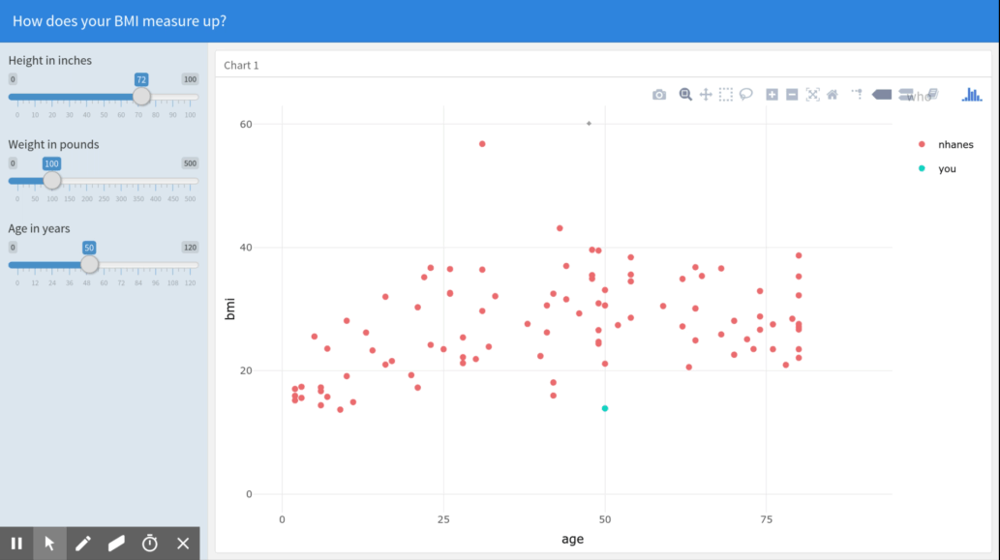 How does your BMI measure up?
Height in inches
0 72 100
0 10 20 30 40 50 60 70 80 90 100
Weight in pounds
0 100 500
0 50 100 150 200 250 300 350 400 450 500
Age in years
0 50 120
0 12 24 36 48 60 72 84 96 108 120
Chart 1
who
nhanes
you
60
40
20
0
bmi
0 25 50 75
age